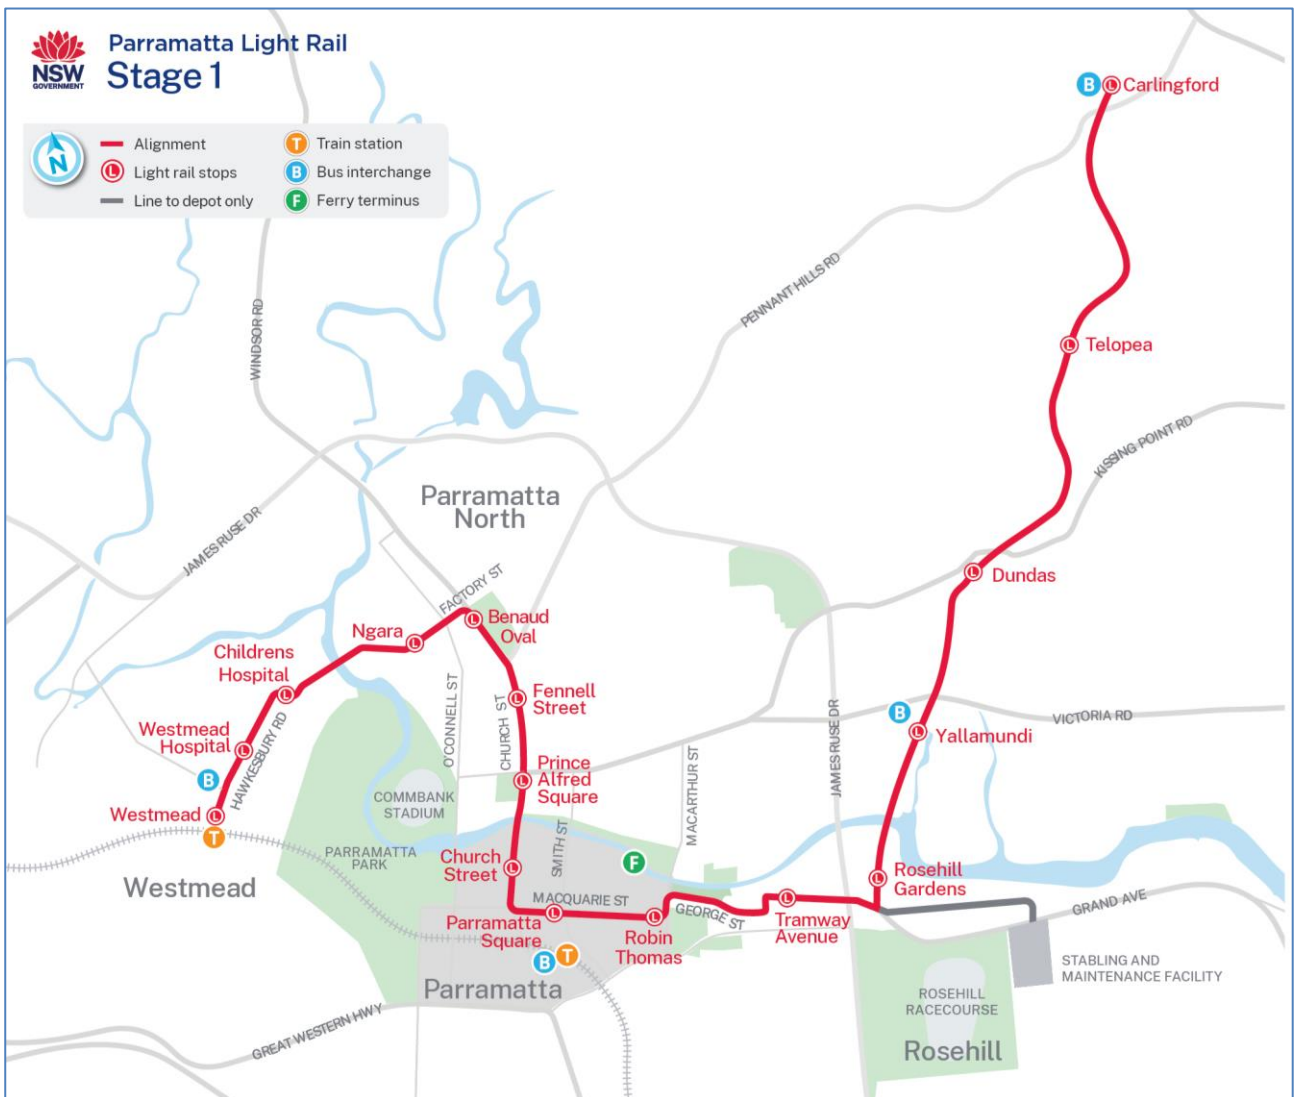 NSW
GOVERNMENT
Parramatta Light Rail
Stage 1
N
Alignment
L
Light rail stops
Line to depot only
T
Train station
B
Bus interchange
F
Ferry terminus
B
L
Carlingford
WINDSOR RD
PENNANT HILLS RD
L
Telopea
KISSING POINT RD
Parramatta
North
JAMES RUSE DR
L
Dundas
FACTORY ST
Ngara
L
L
Benaud
Oval
Childrens
Hospital
L
O'CONNELL ST
CHURCH ST
L
Fennell
Street
Westmead
Hospital
L
HAWKESBURY RD
B
Westmead
L
T
Westmead
L
Prince
Alfred
Square
COMMBANK
STADIUM
PARRAMATTA
PARK
MACARTHUR ST
JAMES RUSE DR
B
L
Yallamundi
VICTORIA RD
SMITH ST
F
Church
Street
L
MACQUARIE ST
Parramatta
Square
L
L
Robin
Thomas
GEORGE ST
L
Tramway
Avenue
L
Rosehill
Gardens
GRAND AVE
B
T
Parramatta
GREAT WESTERN HWY
STABLING AND
MAINTENANCE FACILITY
ROSEHILL
RACECOURSE
Rosehill